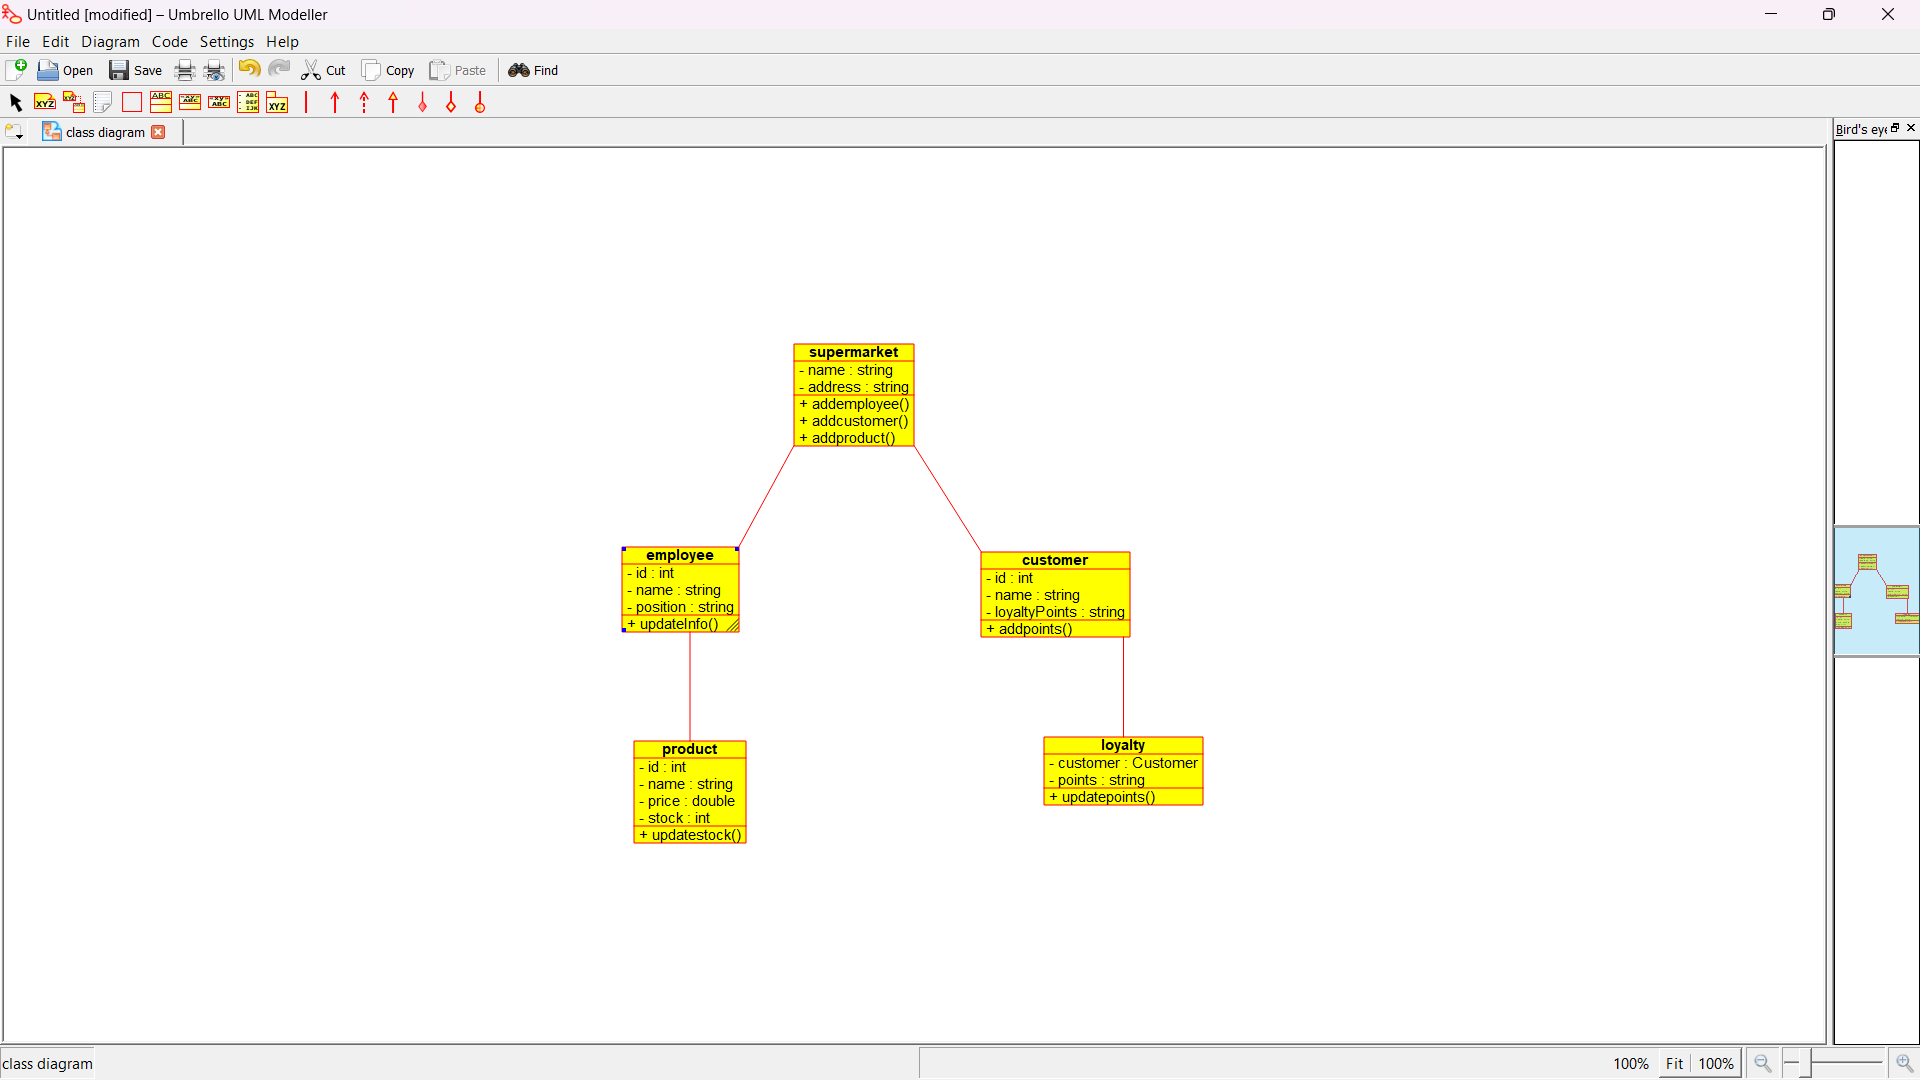 Untitled [modified] – Umbrello UML Modeller
File Edit Diagram Code Settings Help
Open Save Cut Copy Paste Find
class diagram
Bird's eye
supermarket
- name : string
- address : string
+ addemployee()
+ addcustomer()
+ addproduct()
employee
- id : int
- name : string
- position : string
+ updateInfo()
customer
- id : int
- name : string
- loyaltyPoints : string
+ addpoints()
product
- id : int
- name : string
- price : double
- stock : int
+ updatestock()
loyalty
- customer : Customer
- points : string
+ updatepoints()
class diagram
100% Fit 100%